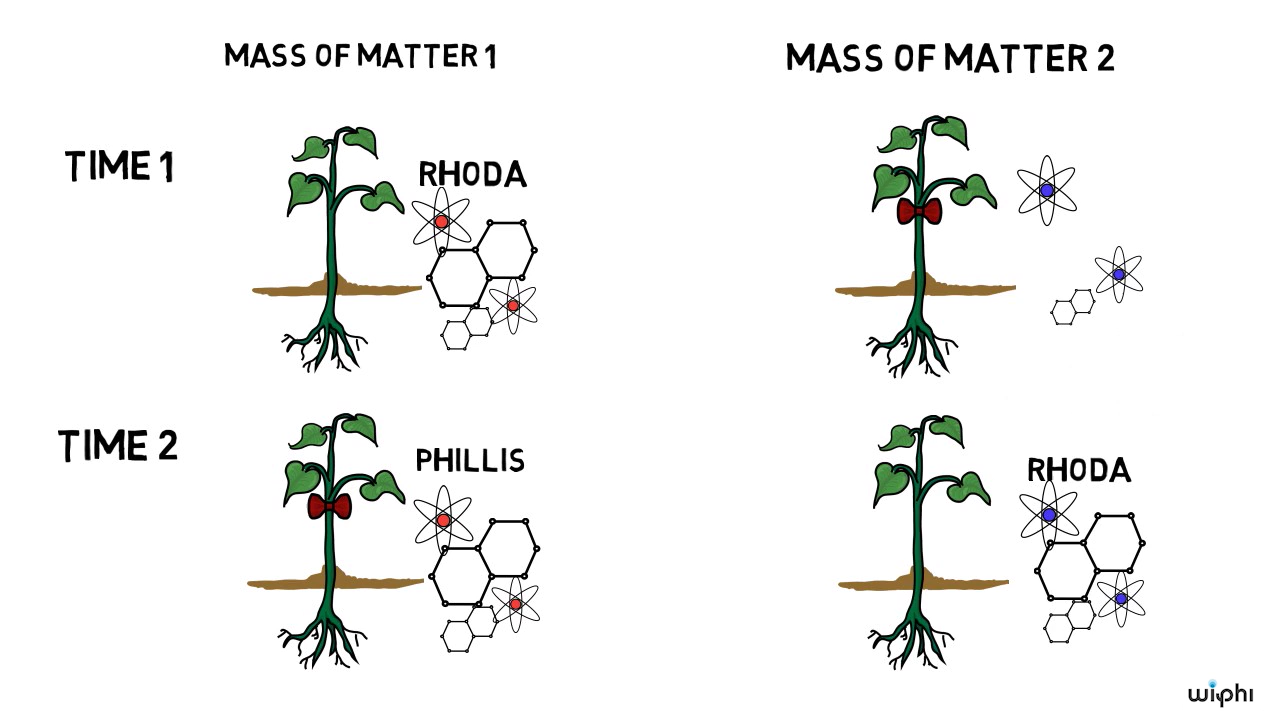 MASS OF MATTER 1
MASS OF MATTER 2
TIME 1
RHODA
TIME 2
PHILLIS
RHODA
wiphi